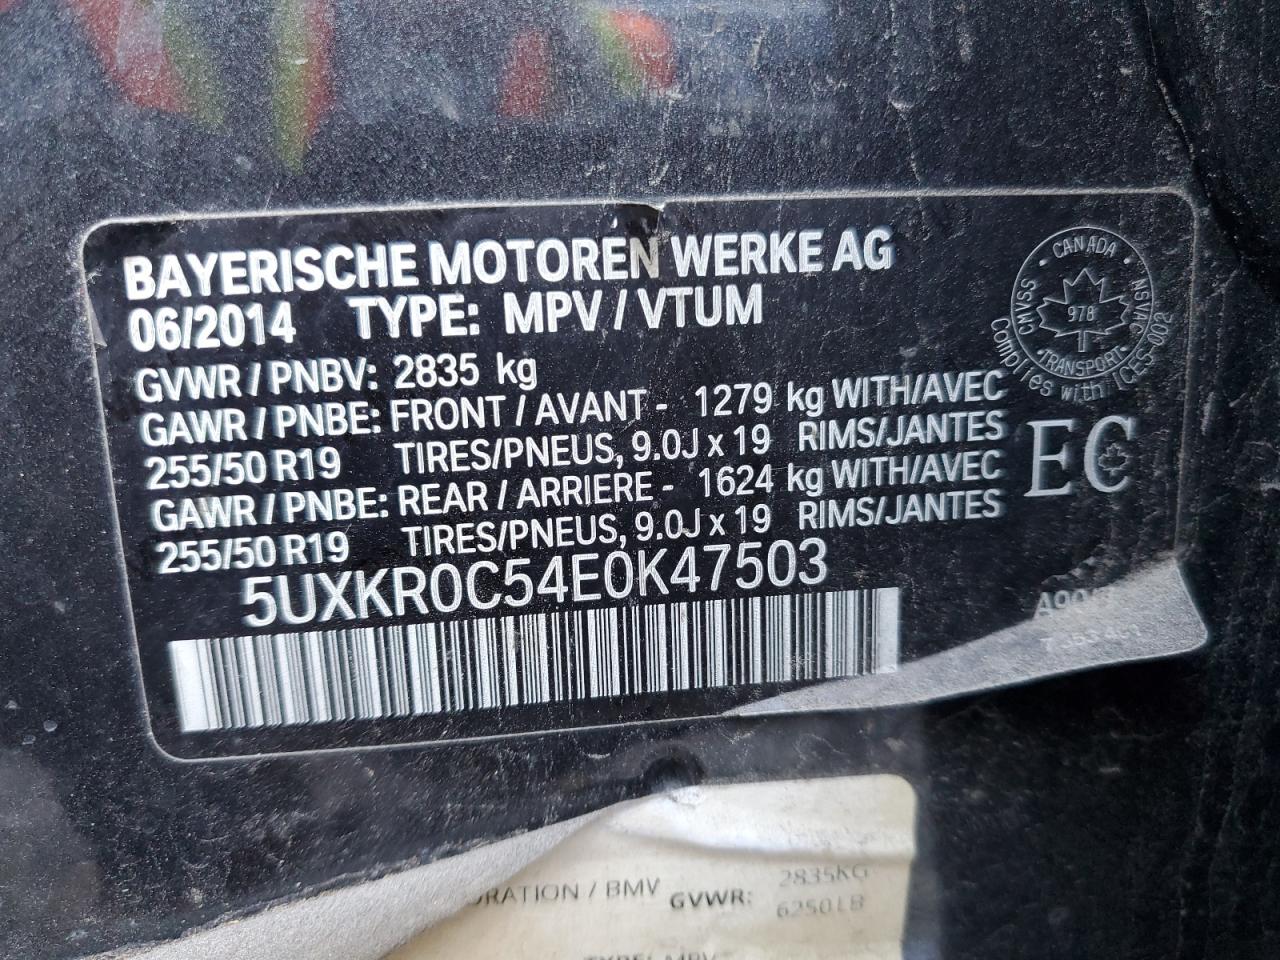 BAYERISCHE MOTOREN WERKE AG
06/2014 TYPE: MPV / VTUM
GVWR / PNBV: 2835 kg
GAWR / PNBE: FRONT / AVANT - 1279 kg WITH/AVEC
255/50 R19 TIRES/PNEUS, 9.0J x 19 RIMS/JANTES
GAWR / PNBE: REAR / ARRIERE - 1624 kg WITH/AVEC
255/50 R19 TIRES/PNEUS, 9.0J x 19 RIMS/JANTES
5UXKR0C54E0K47503
CANADA
978
TRANSPORT
CMVSS NSVAC
Complies with ICES-002
EC
ORATION / BMV GVWR: 2835KG
6250LB